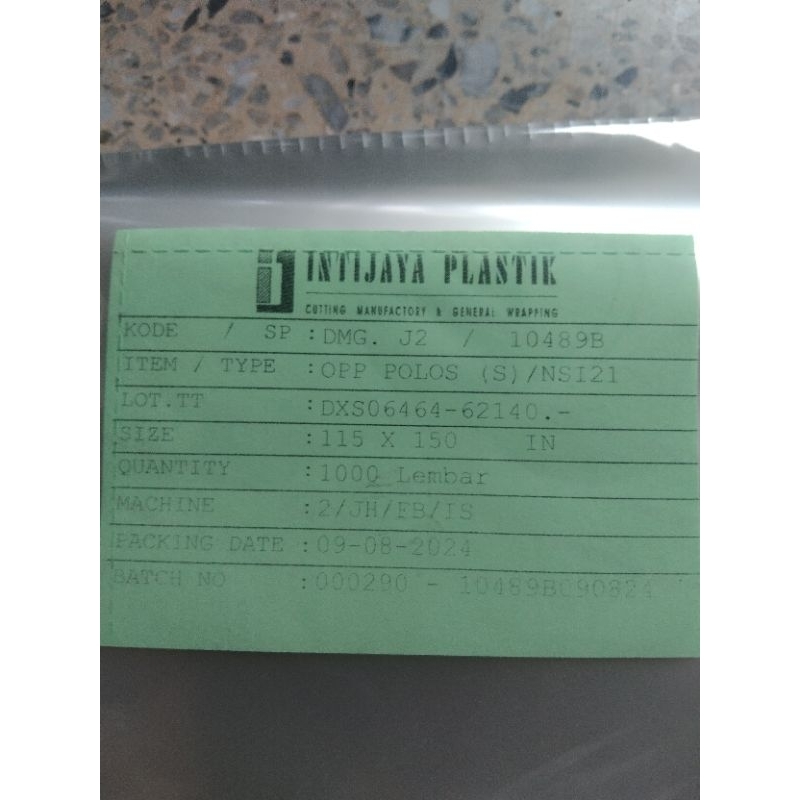 INTIJAYA PLASTIK
CUTTING MANUFACTORY & GENERAL WRAPPING
KODE / SP : DMG. J2 / 10489B
ITEM / TYPE : OPP POLOS (S)/NSI21
LOT.TT : DXS06464-62140.-
SIZE : 115 X 150 IN
QUANTITY : 1000 Lembar
MACHINE : 2/JH/EB/IS
PACKING DATE : 09-08-2024
BATCH NO : 000290 - 10489B090824